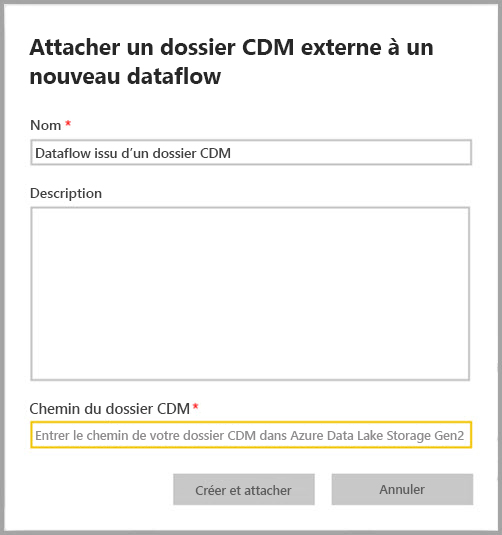 Attacher un dossier CDM externe à un
nouveau dataflow
Nom *
Dataflow issu d’un dossier CDM
Description
Chemin du dossier CDM *
Entrer le chemin de votre dossier CDM dans Azure Data Lake Storage Gen2
Créer et attacher
Annuler